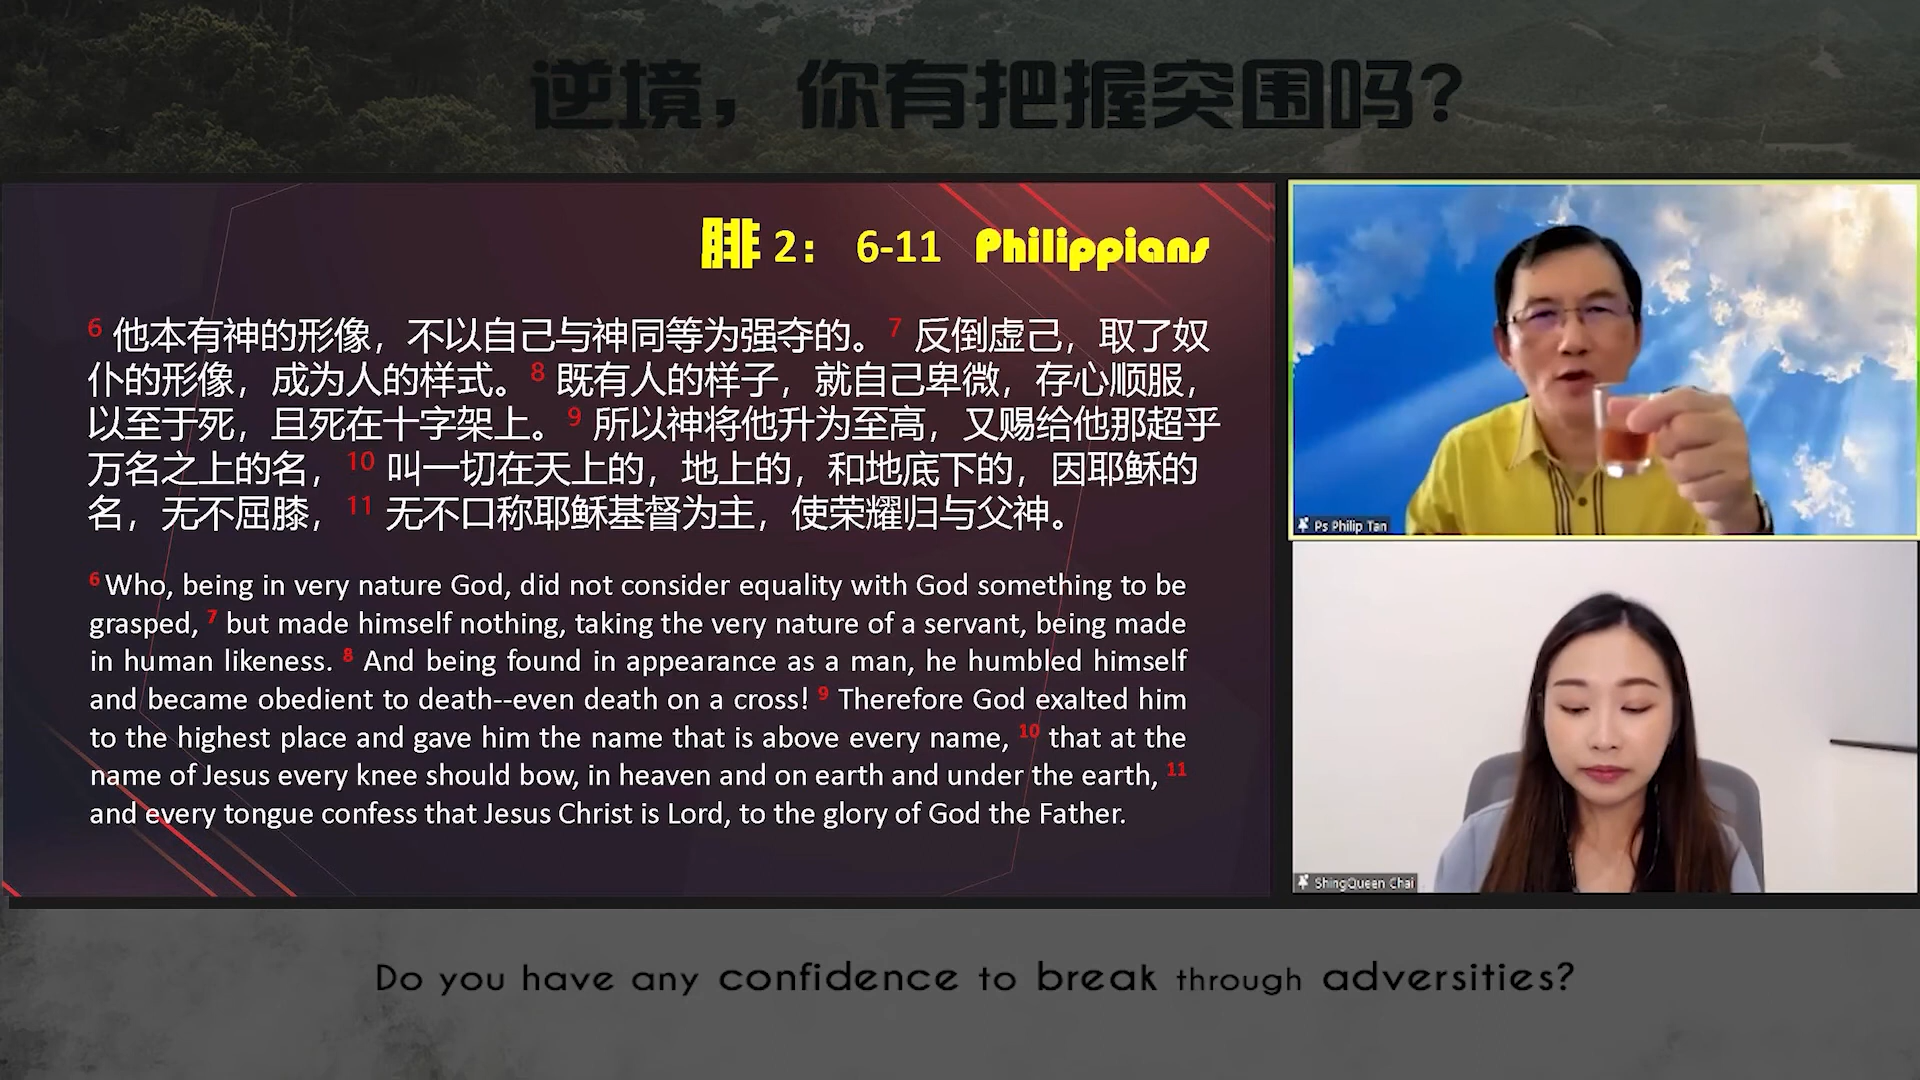 逆境，你有把握突围吗？
腓 2： 6-11 Philippians
6 他本有神的形像，不以自己与神同等为强夺的。7 反倒虚己，取了奴
仆的形像，成为人的样式。8 既有人的样子，就自己卑微，存心顺服，
以至于死，且死在十字架上。9 所以神将他升为至高，又赐给他那超乎
万名之上的名，10 叫一切在天上的，地上的，和地底下的，因耶稣的
名，无不屈膝，11 无不口称耶稣基督为主，使荣耀归与父神。
6 Who, being in very nature God, did not consider equality with God something to be
grasped, 7 but made himself nothing, taking the very nature of a servant, being made
in human likeness. 8 And being found in appearance as a man, he humbled himself
and became obedient to death--even death on a cross! 9 Therefore God exalted him
to the highest place and gave him the name that is above every name, 10 that at the
name of Jesus every knee should bow, in heaven and on earth and under the earth, 11
and every tongue confess that Jesus Christ is Lord, to the glory of God the Father.
Ps Philip Tan
ShingQueen Chai
Do you have any confidence to break through adversities?